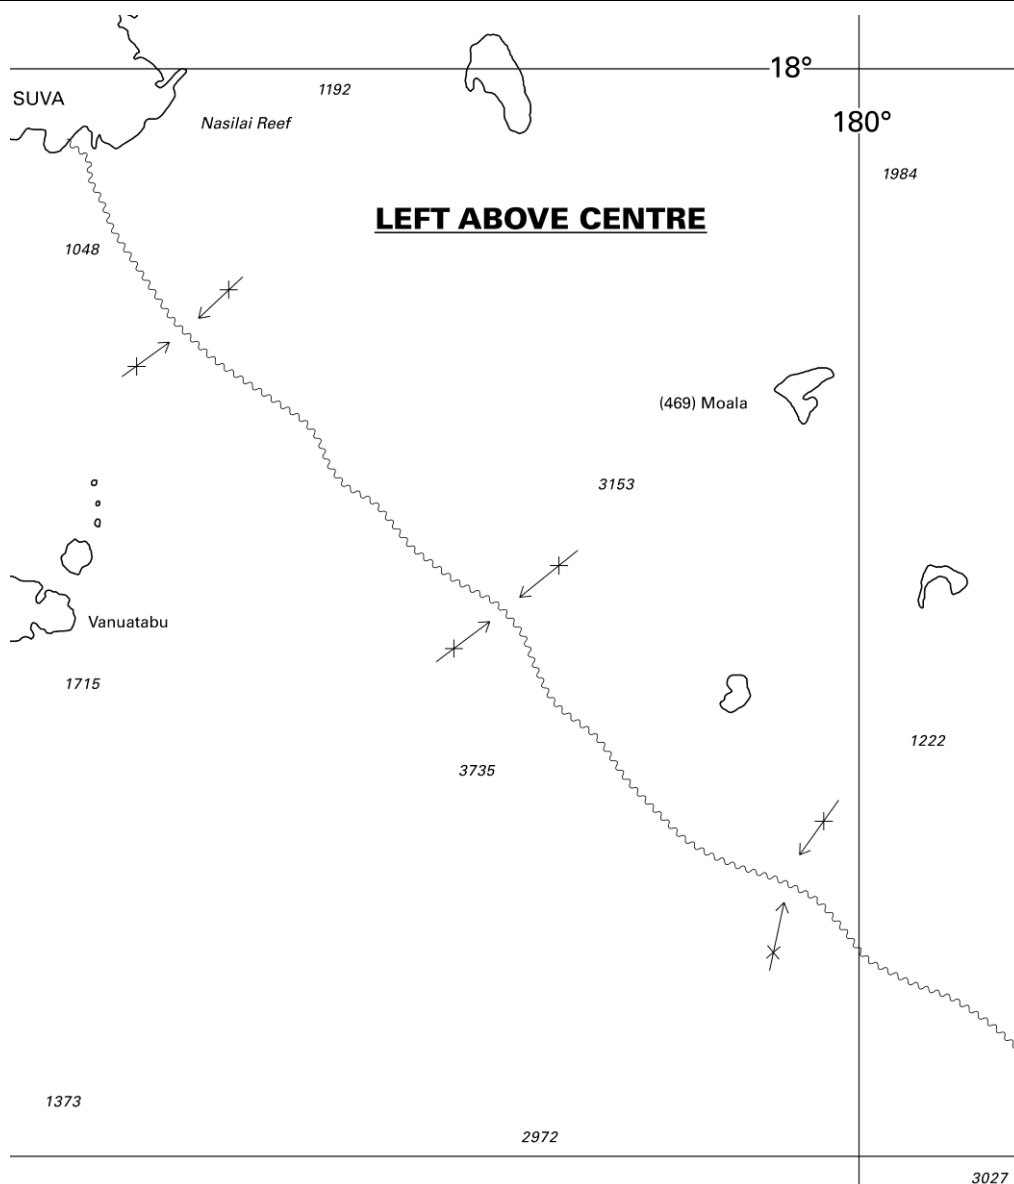 18°
SUVA
1192
Nasilai Reef
180°
1984
LEFT ABOVE CENTRE
1048
(469) Moala
3153
Vanuatabu
1715
1222
3735
1373
2972
3027